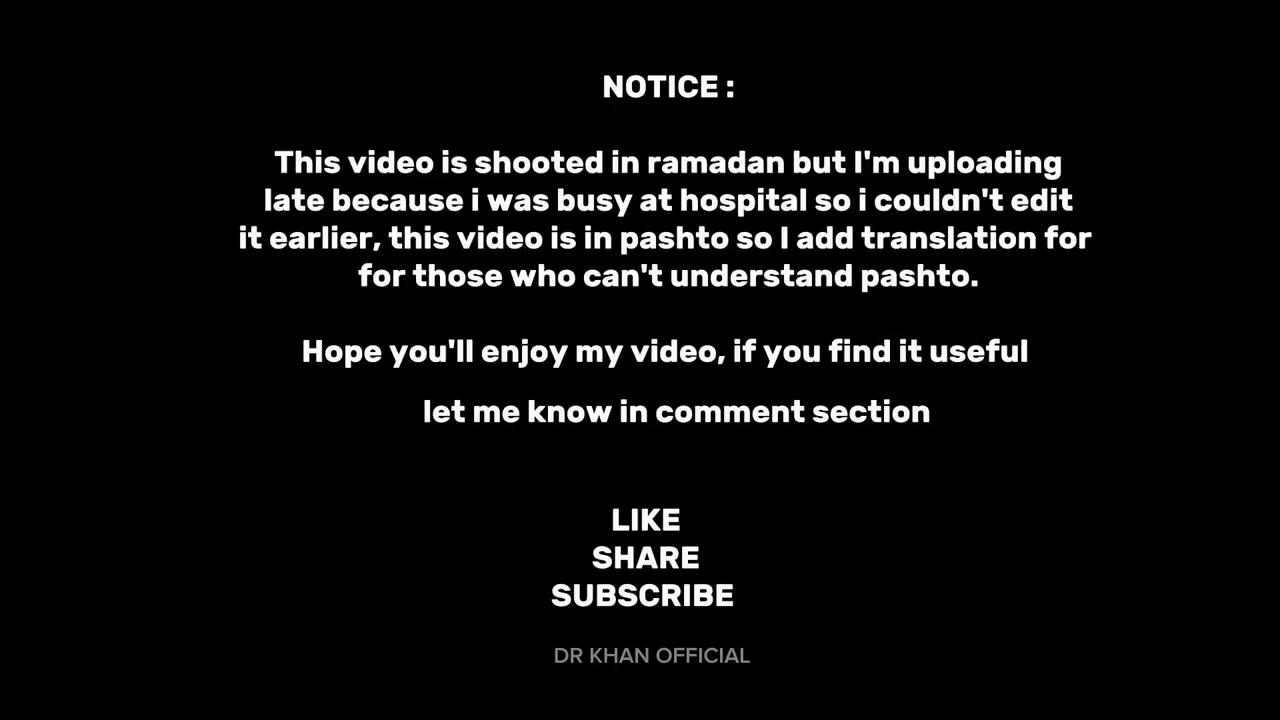 NOTICE :
This video is shooted in ramadan but I'm uploading
late because i was busy at hospital so i couldn't edit
it earlier, this video is in pashto so I add translation for
for those who can't understand pashto.
Hope you'll enjoy my video, if you find it useful
let me know in comment section
LIKE
SHARE
SUBSCRIBE
DR KHAN OFFICIAL